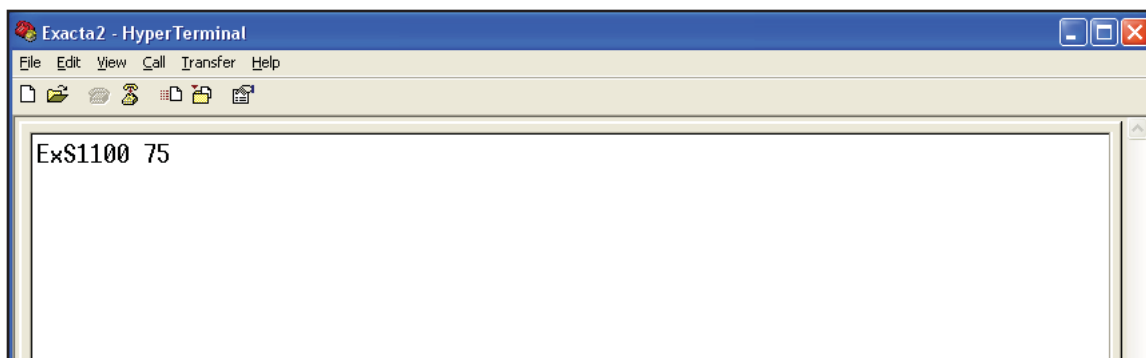 Exacta2 - HyperTerminal
File Edit View Call Transfer Help
ExS1100 75